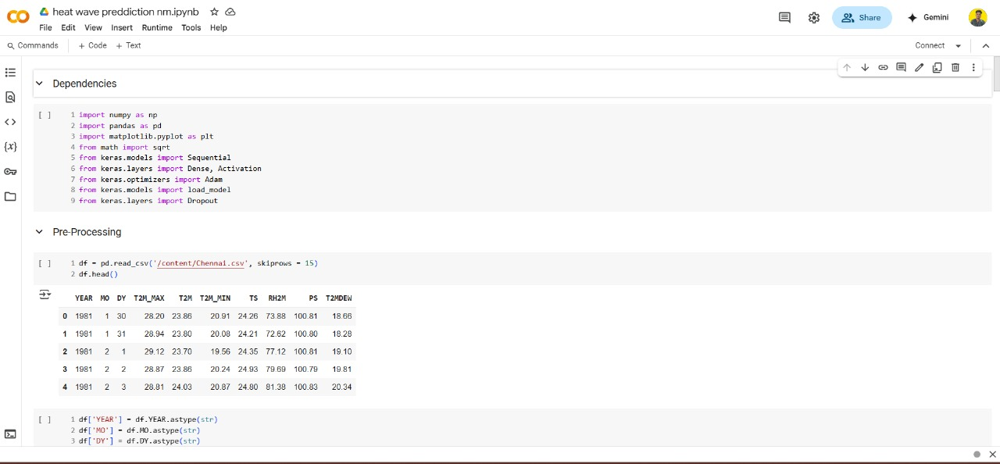 heat wave preddiction nm.ipynb
File Edit View Insert Runtime Tools Help
Share
Gemini
Commands + Code + Text
Connect
Dependencies
[ ]
1 import numpy as np
2 import pandas as pd
3 import matplotlib.pyplot as plt
4 from math import sqrt
5 from keras.models import Sequential
6 from keras.layers import Dense, Activation
7 from keras.optimizers import Adam
8 from keras.models import load_model
9 from keras.layers import Dropout
Pre-Processing
[ ]
1 df = pd.read_csv('/content/Chennai.csv', skiprows = 15)
2 df.head()
YEAR MO DY T2M_MAX T2M T2M_MIN TS RH2M PS T2MDEW
0 1981 1 30 28.20 23.86 20.91 24.26 73.88 100.81 18.66
1 1981 1 31 28.94 23.80 20.08 24.21 72.62 100.80 18.28
2 1981 2 1 29.12 23.70 19.56 24.35 77.12 100.81 19.10
3 1981 2 2 28.87 23.86 20.24 24.93 79.69 100.79 19.81
4 1981 2 3 28.81 24.03 20.87 24.80 81.38 100.83 20.34
[ ]
1 df['YEAR'] = df.YEAR.astype(str)
2 df['MO'] = df.MO.astype(str)
3 df['DY'] = df.DY.astype(str)